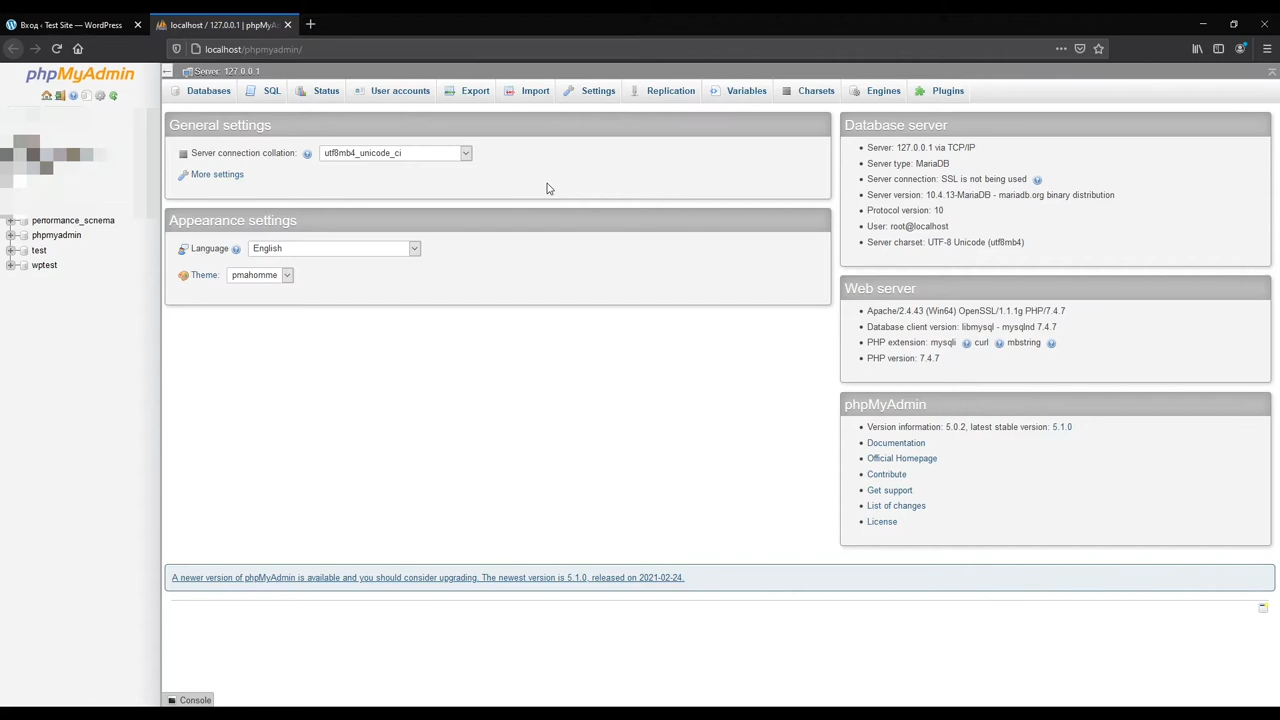 Вход ‹ Test Site — WordPress
localhost / 127.0.0.1 | phpMyA
localhost/phpmyadmin/
phpMyAdmin
performance_schema
phpmyadmin
test
wptest
Server: 127.0.0.1
Databases SQL Status User accounts Export Import Settings Replication Variables Charsets Engines Plugins
General settings
Server connection collation: utf8mb4_unicode_ci
More settings
Appearance settings
Language English
Theme: pmahomme
Database server
Server: 127.0.0.1 via TCP/IP
Server type: MariaDB
Server connection: SSL is not being used
Server version: 10.4.13-MariaDB - mariadb.org binary distribution
Protocol version: 10
User: root@localhost
Server charset: UTF-8 Unicode (utf8mb4)
Web server
Apache/2.4.43 (Win64) OpenSSL/1.1.1g PHP/7.4.7
Database client version: libmysql - mysqlnd 7.4.7
PHP extension: mysqli curl mbstring
PHP version: 7.4.7
phpMyAdmin
Version information: 5.0.2, latest stable version: 5.1.0
Documentation
Official Homepage
Contribute
Get support
List of changes
License
A newer version of phpMyAdmin is available and you should consider upgrading. The newest version is 5.1.0, released on 2021-02-24.
Console